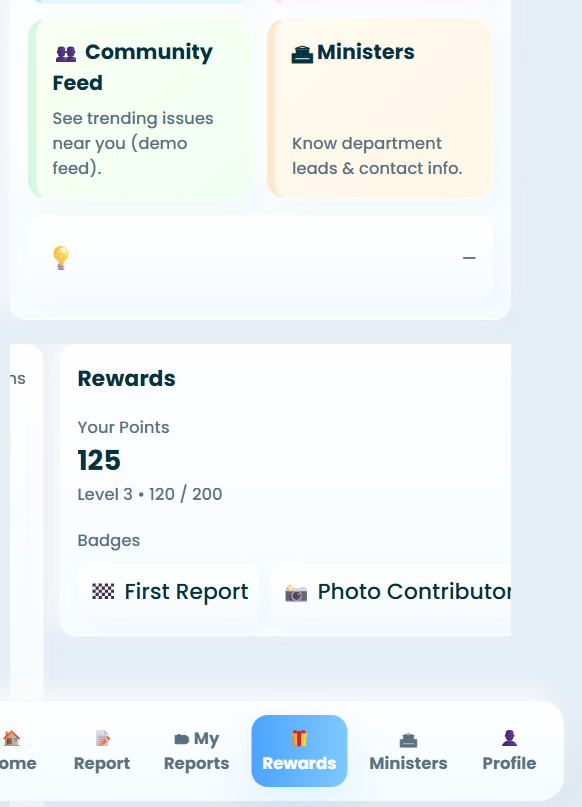 Community
Feed
See trending issues
near you (demo
feed).
Ministers
Know department
leads & contact info.
–
ns
Rewards
Your Points
125
Level 3 • 120 / 200
Badges
First Report
Photo Contributor
ome
Report
My
Reports
Rewards
Ministers
Profile